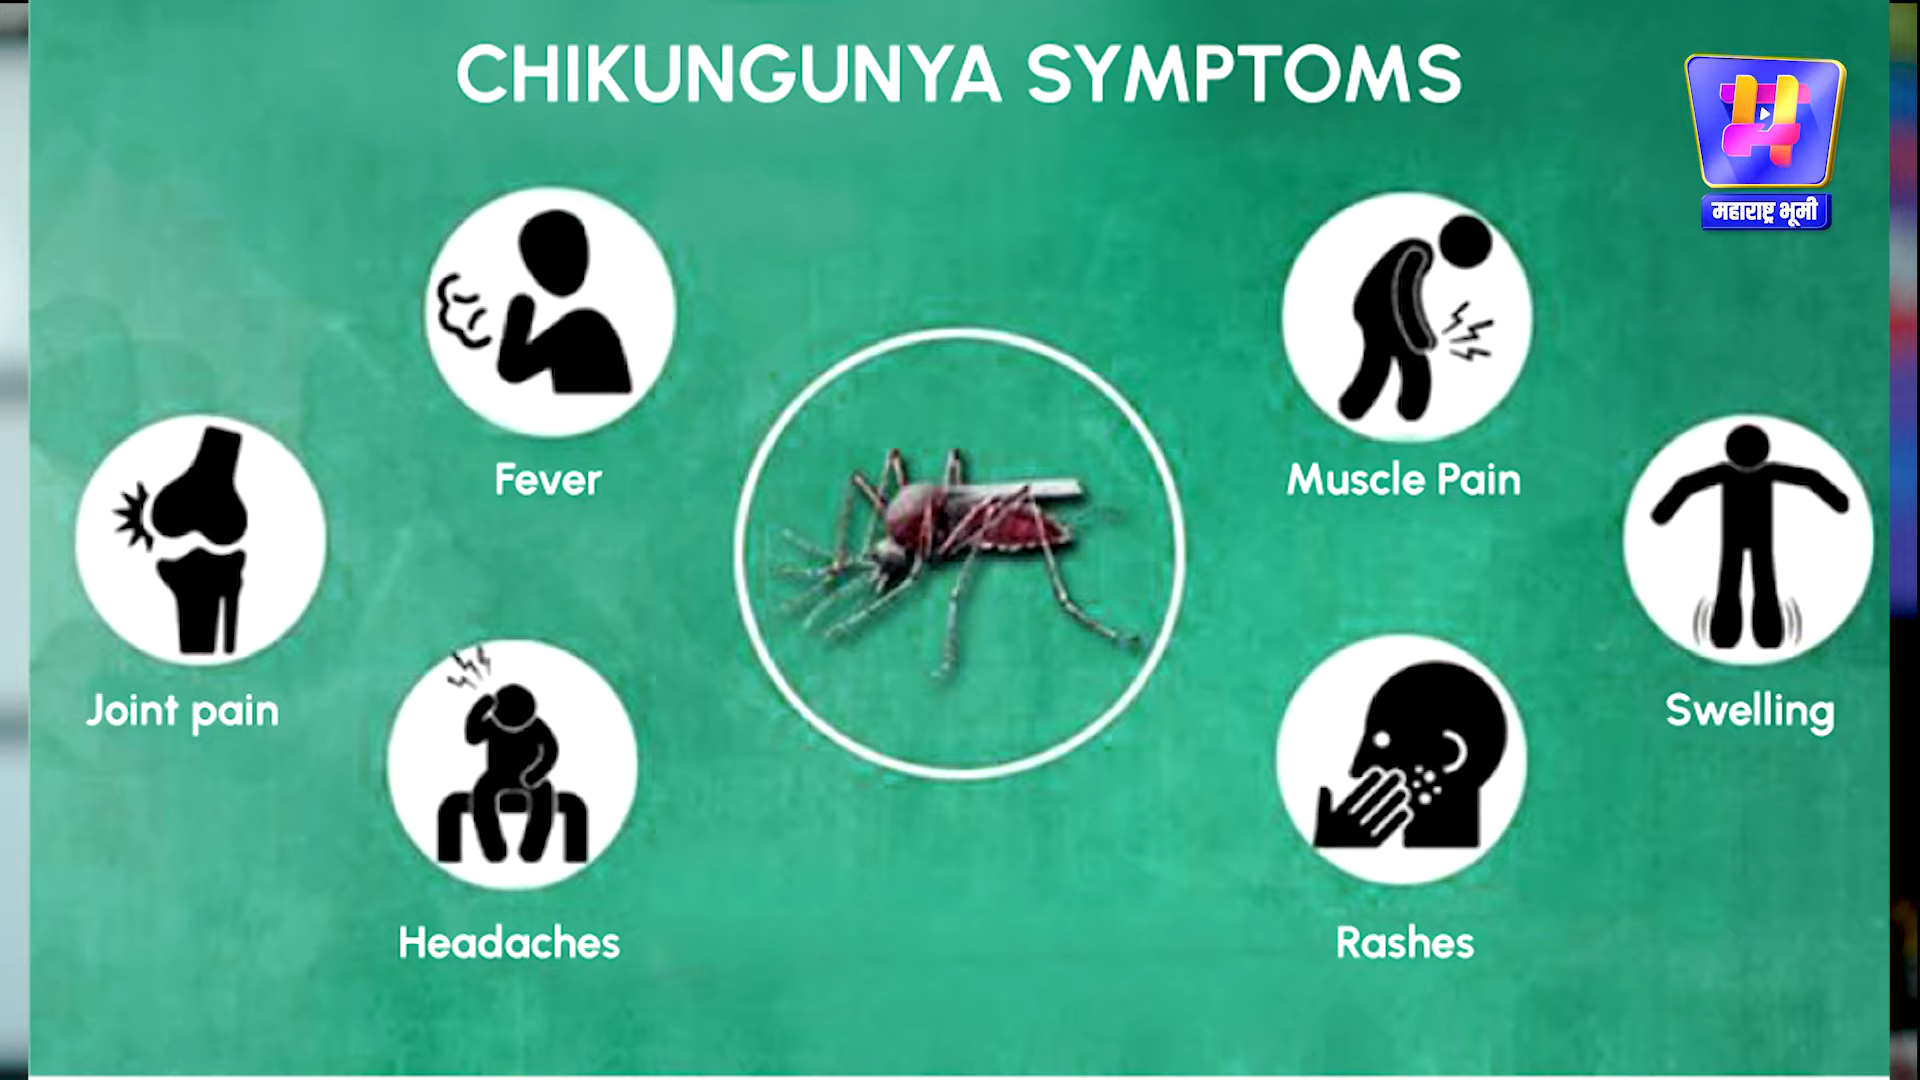 CHIKUNGUNYA SYMPTOMS
महाराष्ट्र भूमी
Fever
Muscle Pain
Joint pain
Swelling
Headaches
Rashes